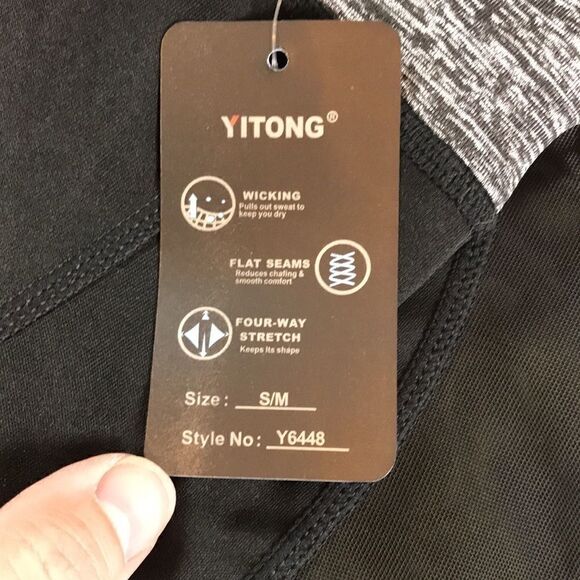 YITONG®
WICKING
Pulls out sweat to
keep you dry
FLAT SEAMS
Reduces chafing &
smooth comfort
FOUR-WAY
STRETCH
Keeps its shape
Size: S/M
Style No: Y6448